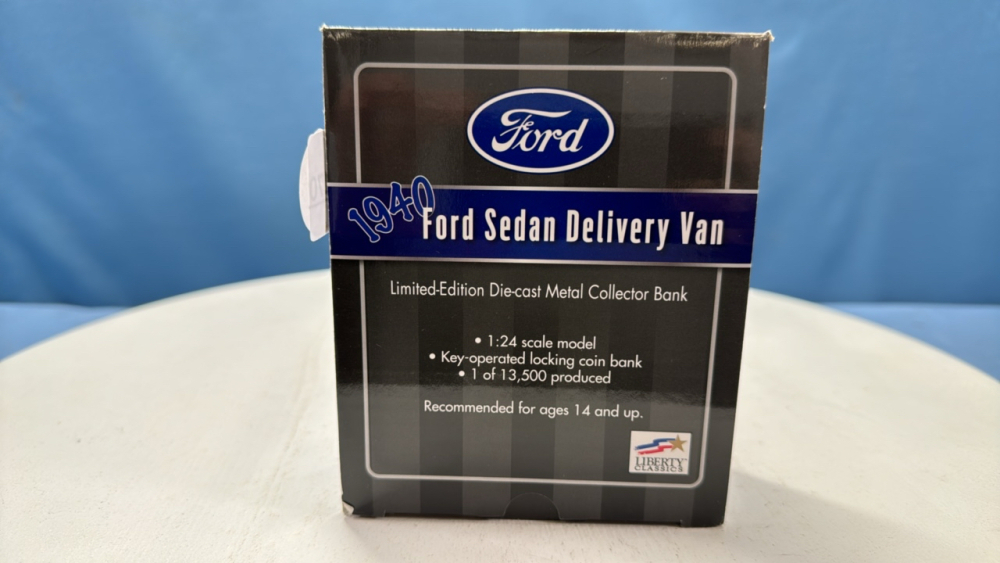 Ford
1940
Ford Sedan Delivery Van
Limited-Edition Die-cast Metal Collector Bank
• 1:24 scale model
• Key-operated locking coin bank
• 1 of 13,500 produced
Recommended for ages 14 and up.
LIBERTY
CLASSICS